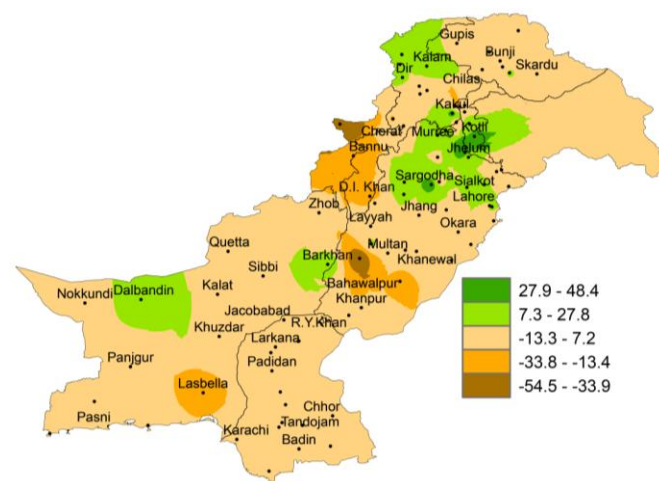 Gupis
Kalam
Bunji
Dir
Skardu
Chilas
Kakul
Cherat
Murree
Kotli
Bannu
Jhelum
Sargodha
D.I. Khan
Sialkot
Zhob
Jhang
Lahore
Layyah
Okara
Quetta
Multan
Barkhan
Khanewal
Sibbi
Dalbandin
Bahawalpur
Nokkundi
Kalat
Khanpur
Jacobabad
R.Y.Khan
Khuzdar
Larkana
Panjgur
Padidan
Lasbella
Pasni
Chhor
Tandojam
Karachi
Badin
27.9 - 48.4
7.3 - 27.8
-13.3 - 7.2
-33.8 - -13.4
-54.5 - -33.9